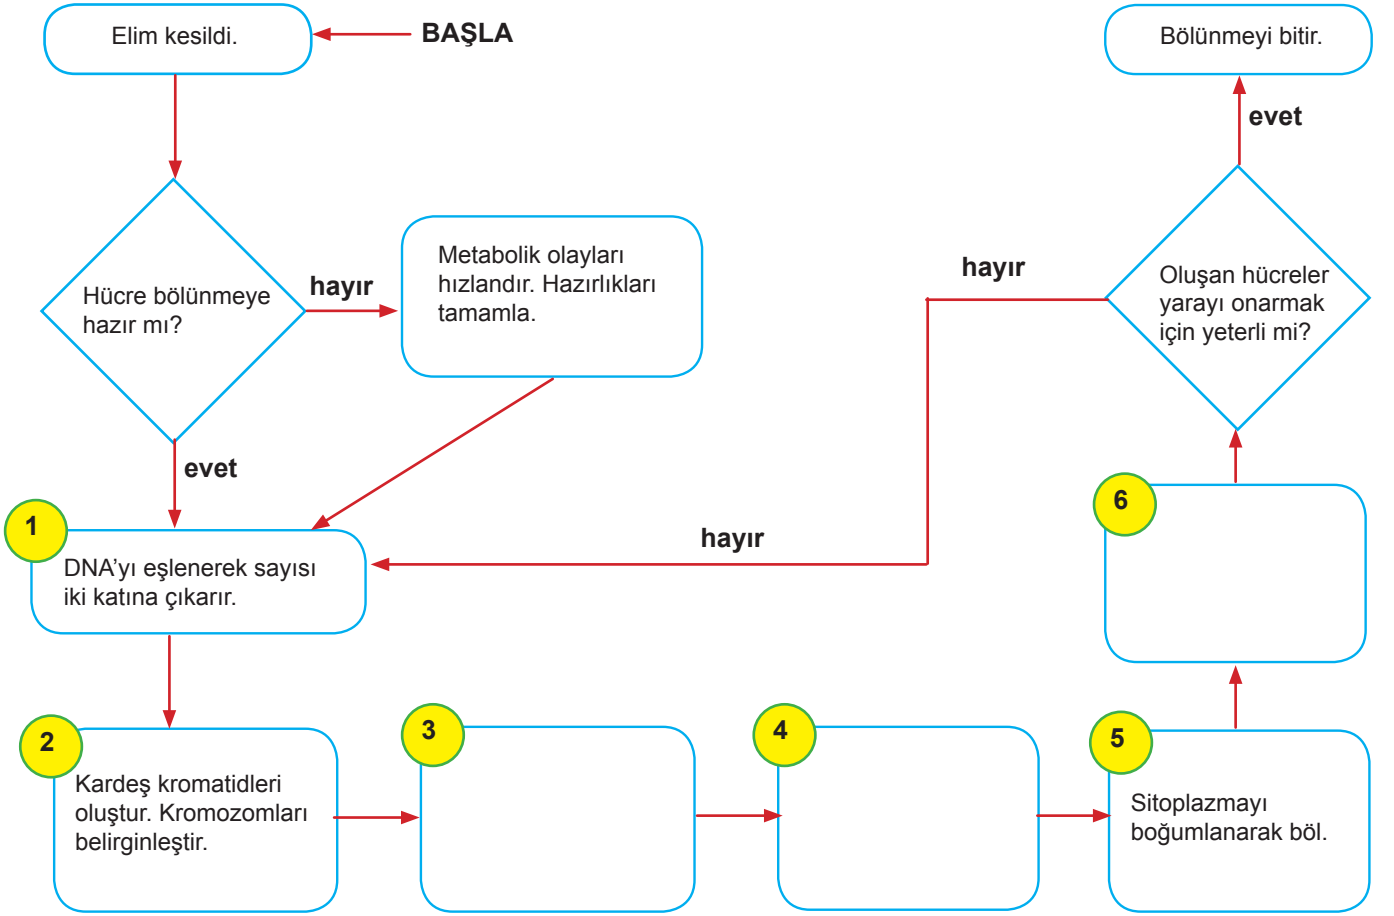 Elim kesildi.
BAŞLA
Hücre bölünmeye
hazır mı?
hayır
Metabolik olayları
hızlandır. Hazırlıkları
tamamla.
evet
1
DNA’yı eşlenerek sayısı
iki katına çıkarır.
2
Kardeş kromatidleri
oluştur. Kromozomları
belirginleştir.
3
4
5
Sitoplazmayı
boğumlanarak böl.
6
Oluşan hücreler
yarayı onarmak
için yeterli mi?
hayır
hayır
evet
Bölünmeyi bitir.